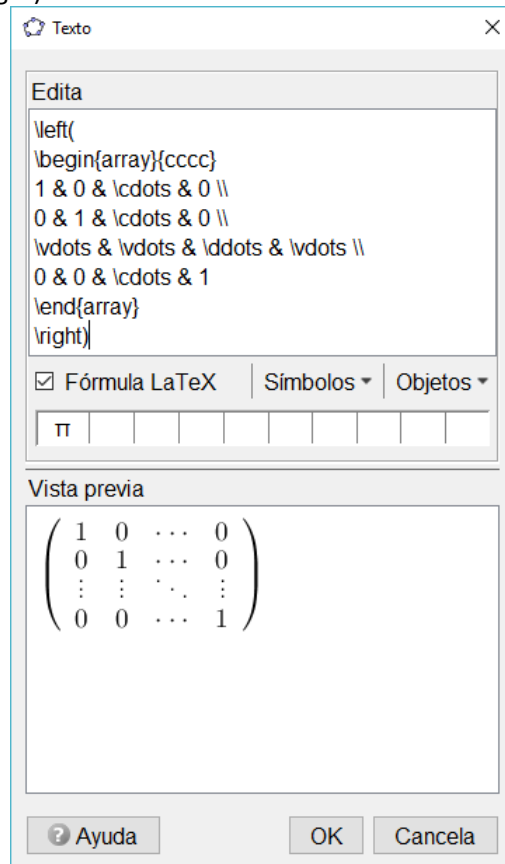 Texto
Edita
\left(
\begin{array}{cccc}
1 & 0 & \cdots & 0 \\
0 & 1 & \cdots & 0 \\
\vdots & \vdots & \ddots & \vdots \\
0 & 0 & \cdots & 1
\end{array}
\right)
Fórmula LaTeX Símbolos Objetos
π
Vista previa
1 0 ⋯ 0
0 1 ⋯ 0
⋮ ⋮ ⋱ ⋮
0 0 ⋯ 1
Ayuda OK Cancela